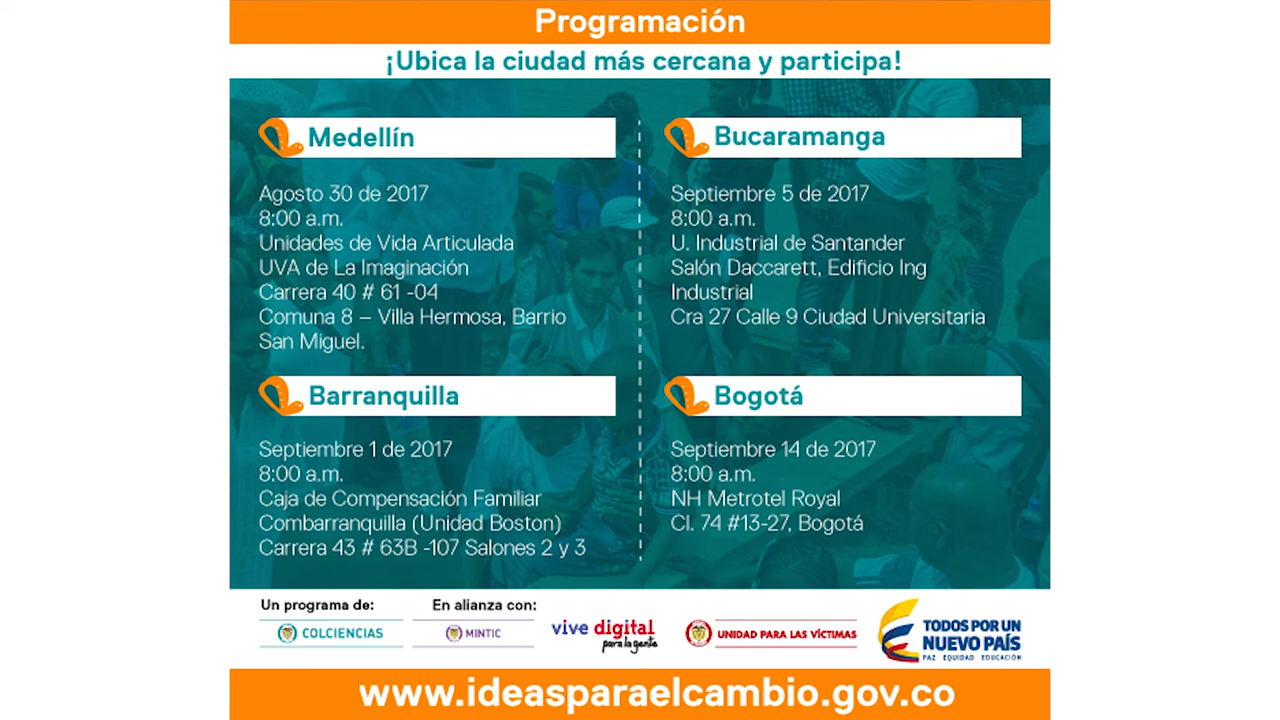 Programación
¡Ubica la ciudad más cercana y participa!
Medellín
Agosto 30 de 2017
8:00 a.m.
Unidades de Vida Articulada
UVA de La Imaginación
Carrera 40 # 61 -04
Comuna 8 – Villa Hermosa, Barrio
San Miguel.
Bucaramanga
Septiembre 5 de 2017
8:00 a.m.
U. Industrial de Santander
Salón Daccarett, Edificio Ing
Industrial
Cra 27 Calle 9 Ciudad Universitaria
Barranquilla
Septiembre 1 de 2017
8:00 a.m.
Caja de Compensación Familiar
Combarranquilla (Unidad Boston)
Carrera 43 # 63B -107 Salones 2 y 3
Bogotá
Septiembre 14 de 2017
8:00 a.m.
NH Metrotel Royal
Cl. 74 #13-27, Bogotá
Un programa de:
COLCIENCIAS
En alianza con:
MINTIC
vive digital
para la gente
UNIDAD PARA LAS VÍCTIMAS
TODOS POR UN
NUEVO PAÍS
PAZ EQUIDAD EDUCACIÓN
www.ideasparaelcambio.gov.co